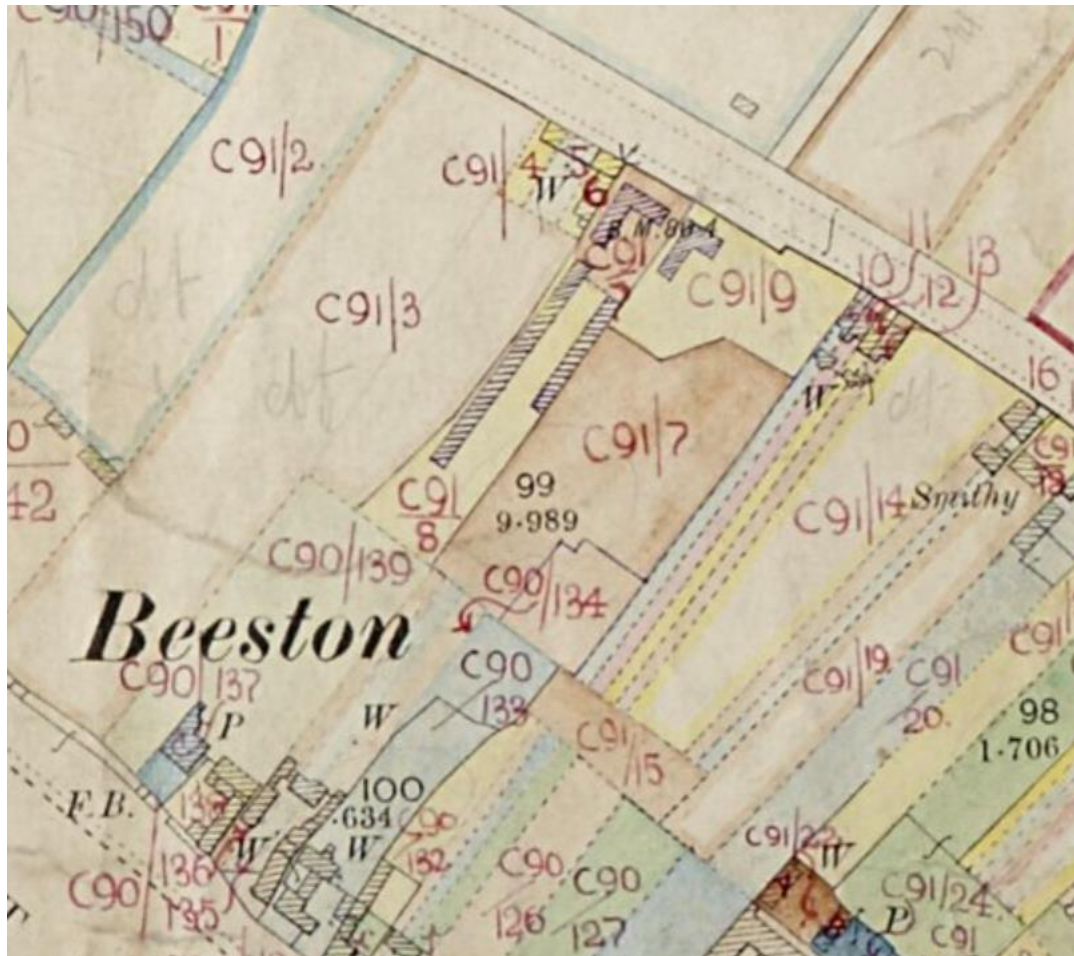 C90/150
C91/1
C91/2
C91/4
5
6
W
B.M. 80.4
C91/3
C91/9
11
13
10
12
W
16
C91/7
99
9.989
C91/8
C91/14
Smithy
C90/139
C90/134
Beeston
C90/137
P
W
C90
133
C91/15
C91/19
C91
20
98
1.706
F.B.
100
.634
W
W
C90
132
136
C90
135
C90
126
C90
127
C91/22
W
C91/24
P
C91
42